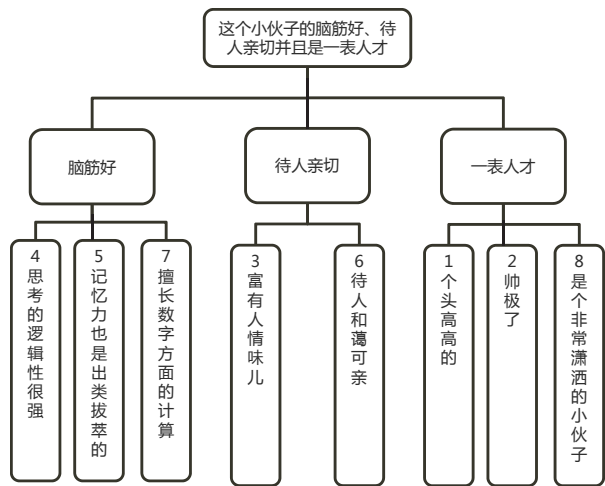 这个小伙子的脑筋好、待
人亲切并且是一表人才
脑筋好
待人亲切
一表人才
4思考的逻辑性很强
5记忆力也是出类拔萃的
7擅长数字方面的计算
3富有人情味儿
6待人和蔼可亲
1个头高高的
2帅极了
8是个非常潇洒的小伙子